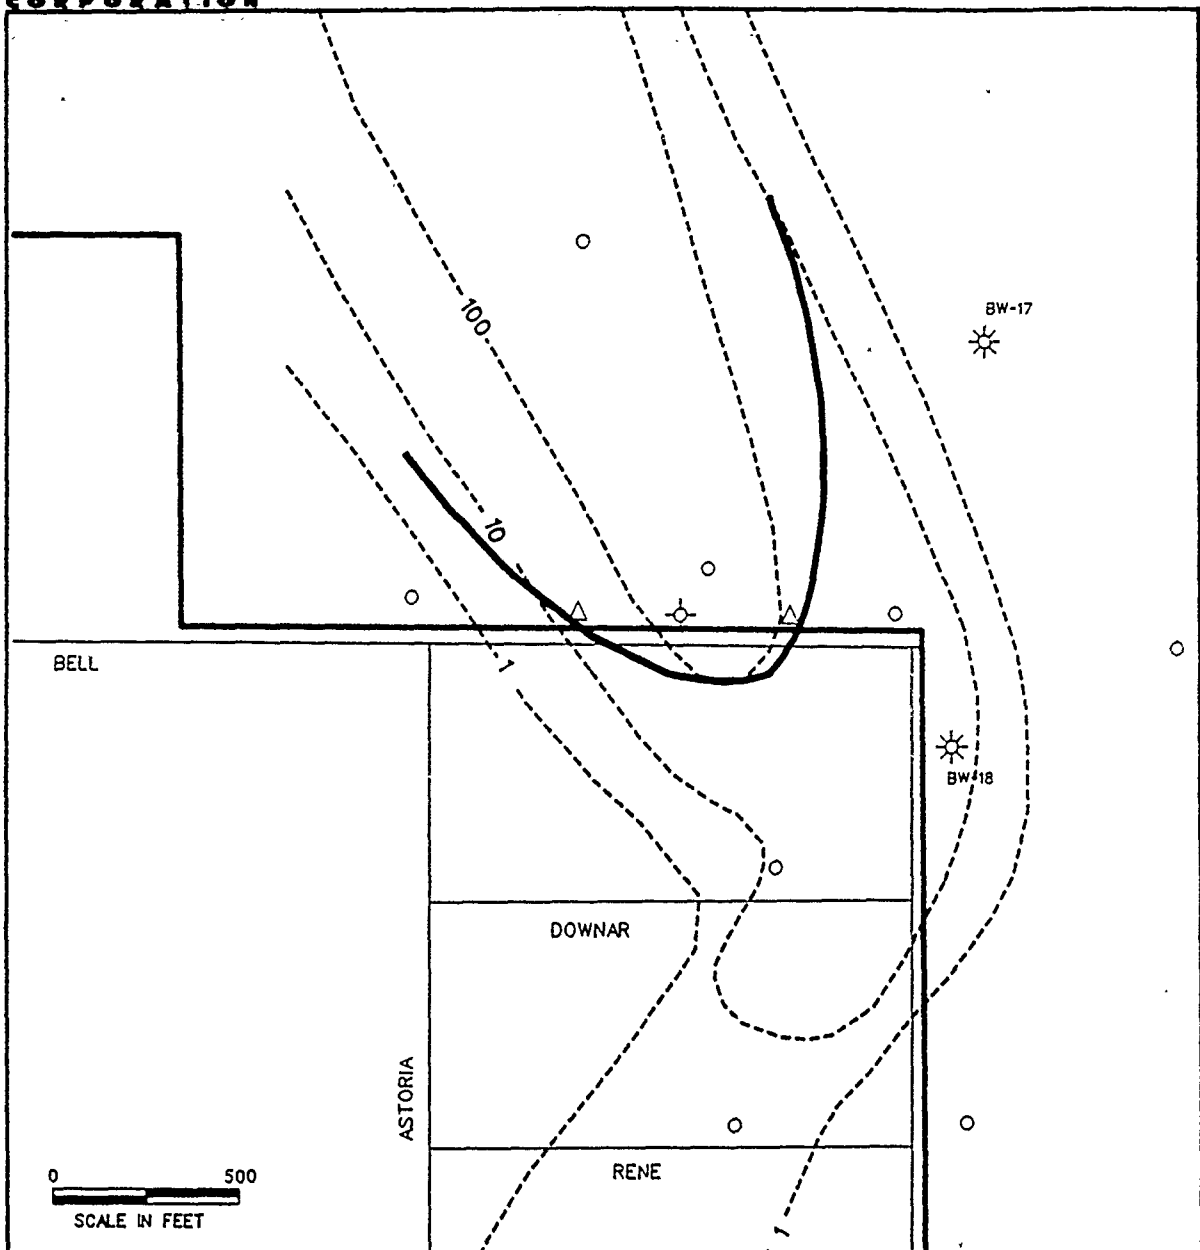 CORPORATION
BW-17
100
10
BELL
1
BW-18
DOWNAR
ASTORIA
0 500
RENE
SCALE IN FEET
1